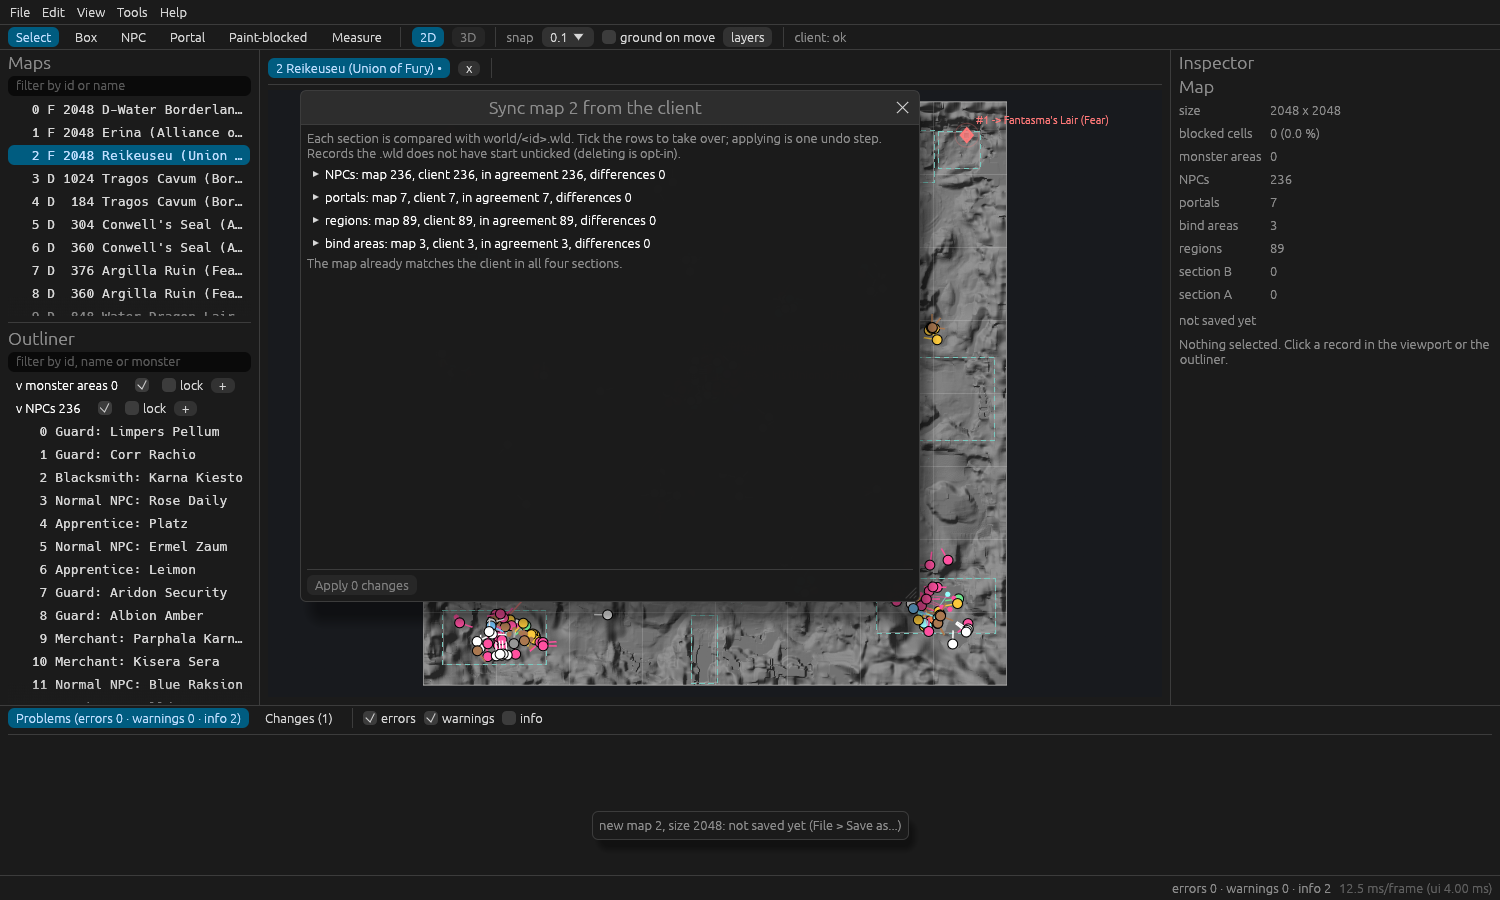 File Edit View Tools Help
Select Box NPC Portal Paint-blocked Measure 2D 3D snap 0.1 ground on move layers client: ok
Maps
filter by id or name
0 F 2048 D-Water Borderlan…
1 F 2048 Erina (Alliance o…
2 F 2048 Reikeuseu (Union …
3 D 1024 Tragos Cavum (Bor…
4 D 184 Tragos Cavum (Bor…
5 D 304 Conwell's Seal (A…
6 D 360 Conwell's Seal (A…
7 D 376 Argilla Ruin (Fea…
8 D 360 Argilla Ruin (Fea…
Outliner
filter by id, name or monster
v monster areas 0 lock +
v NPCs 236 lock +
0 Guard: Limpers Pellum
1 Guard: Corr Rachio
2 Blacksmith: Karna Kiesto
3 Normal NPC: Rose Daily
4 Apprentice: Platz
5 Normal NPC: Ermel Zaum
6 Apprentice: Leimon
7 Guard: Aridon Security
8 Guard: Albion Amber
9 Merchant: Parphala Karn…
10 Merchant: Kisera Sera
11 Normal NPC: Blue Raksion
2 Reikeuseu (Union of Fury) • x
Sync map 2 from the client
Each section is compared with world/<id>.wld. Tick the rows to take over; applying is one undo step.
Records the .wld does not have start unticked (deleting is opt-in).
NPCs: map 236, client 236, in agreement 236, differences 0
portals: map 7, client 7, in agreement 7, differences 0
regions: map 89, client 89, in agreement 89, differences 0
bind areas: map 3, client 3, in agreement 3, differences 0
The map already matches the client in all four sections.
Apply 0 changes
#1 -> Fantasma's Lair (Fear)
Inspector
Map
size 2048 x 2048
blocked cells 0 (0.0 %)
monster areas 0
NPCs 236
portals 7
bind areas 3
regions 89
section B 0
section A 0
not saved yet
Nothing selected. Click a record in the viewport or the
outliner.
Problems (errors 0 · warnings 0 · info 2) Changes (1) errors warnings info
new map 2, size 2048: not saved yet (File > Save as...)
errors 0 · warnings 0 · info 2 12.5 ms/frame (ui 4.00 ms)